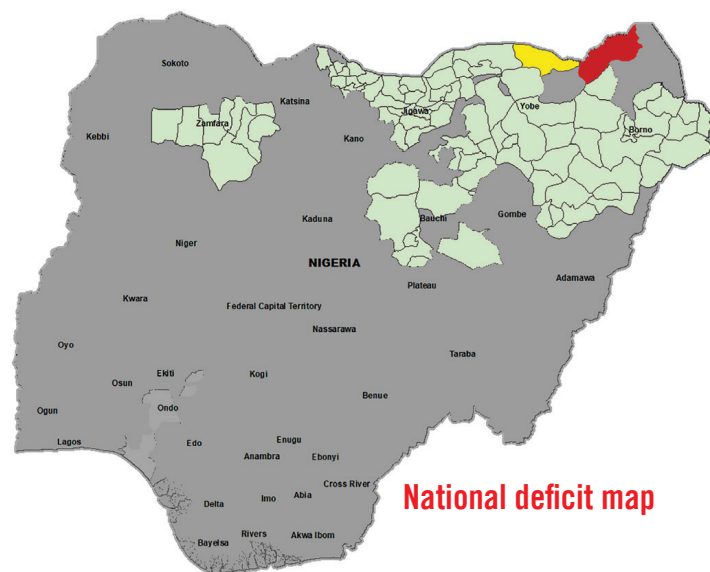 Sokoto
Katsina
Zamfara
Jigawa
Yobe
Kebbi
Kano
Borno
Kaduna
Bauchi
Gombe
Niger
NIGERIA
Adamawa
Plateau
Kwara
Federal Capital Territory
Nassarawa
Oyo
Taraba
Ekiti
Kogi
Osun
Benue
Ondo
Ogun
Lagos
Edo
Enugu
Anambra
Ebonyi
Cross River
National deficit map
Imo
Abia
Delta
Rivers
Akwa Ibom
Bayelsa